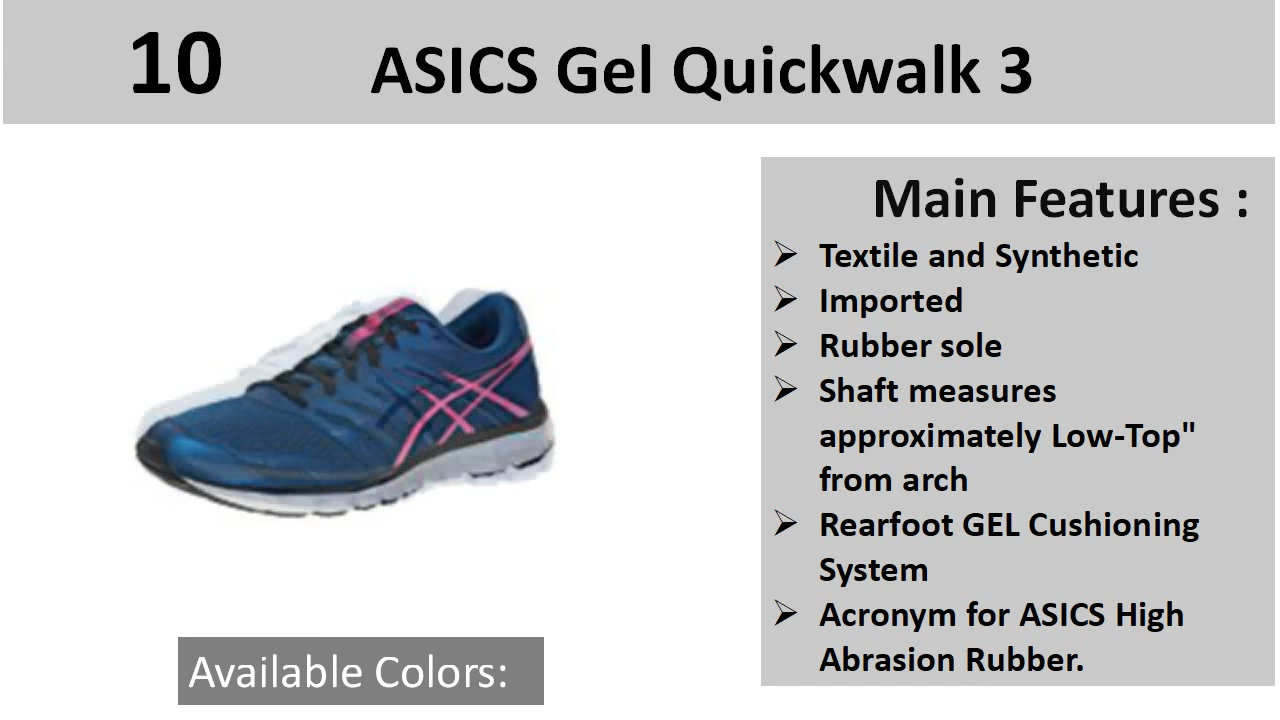 10 ASICS Gel Quickwalk 3
Main Features :
➢ Textile and Synthetic
➢ Imported
➢ Rubber sole
➢ Shaft measures
approximately Low-Top"
from arch
➢ Rearfoot GEL Cushioning
System
➢ Acronym for ASICS High
Abrasion Rubber.
Available Colors: